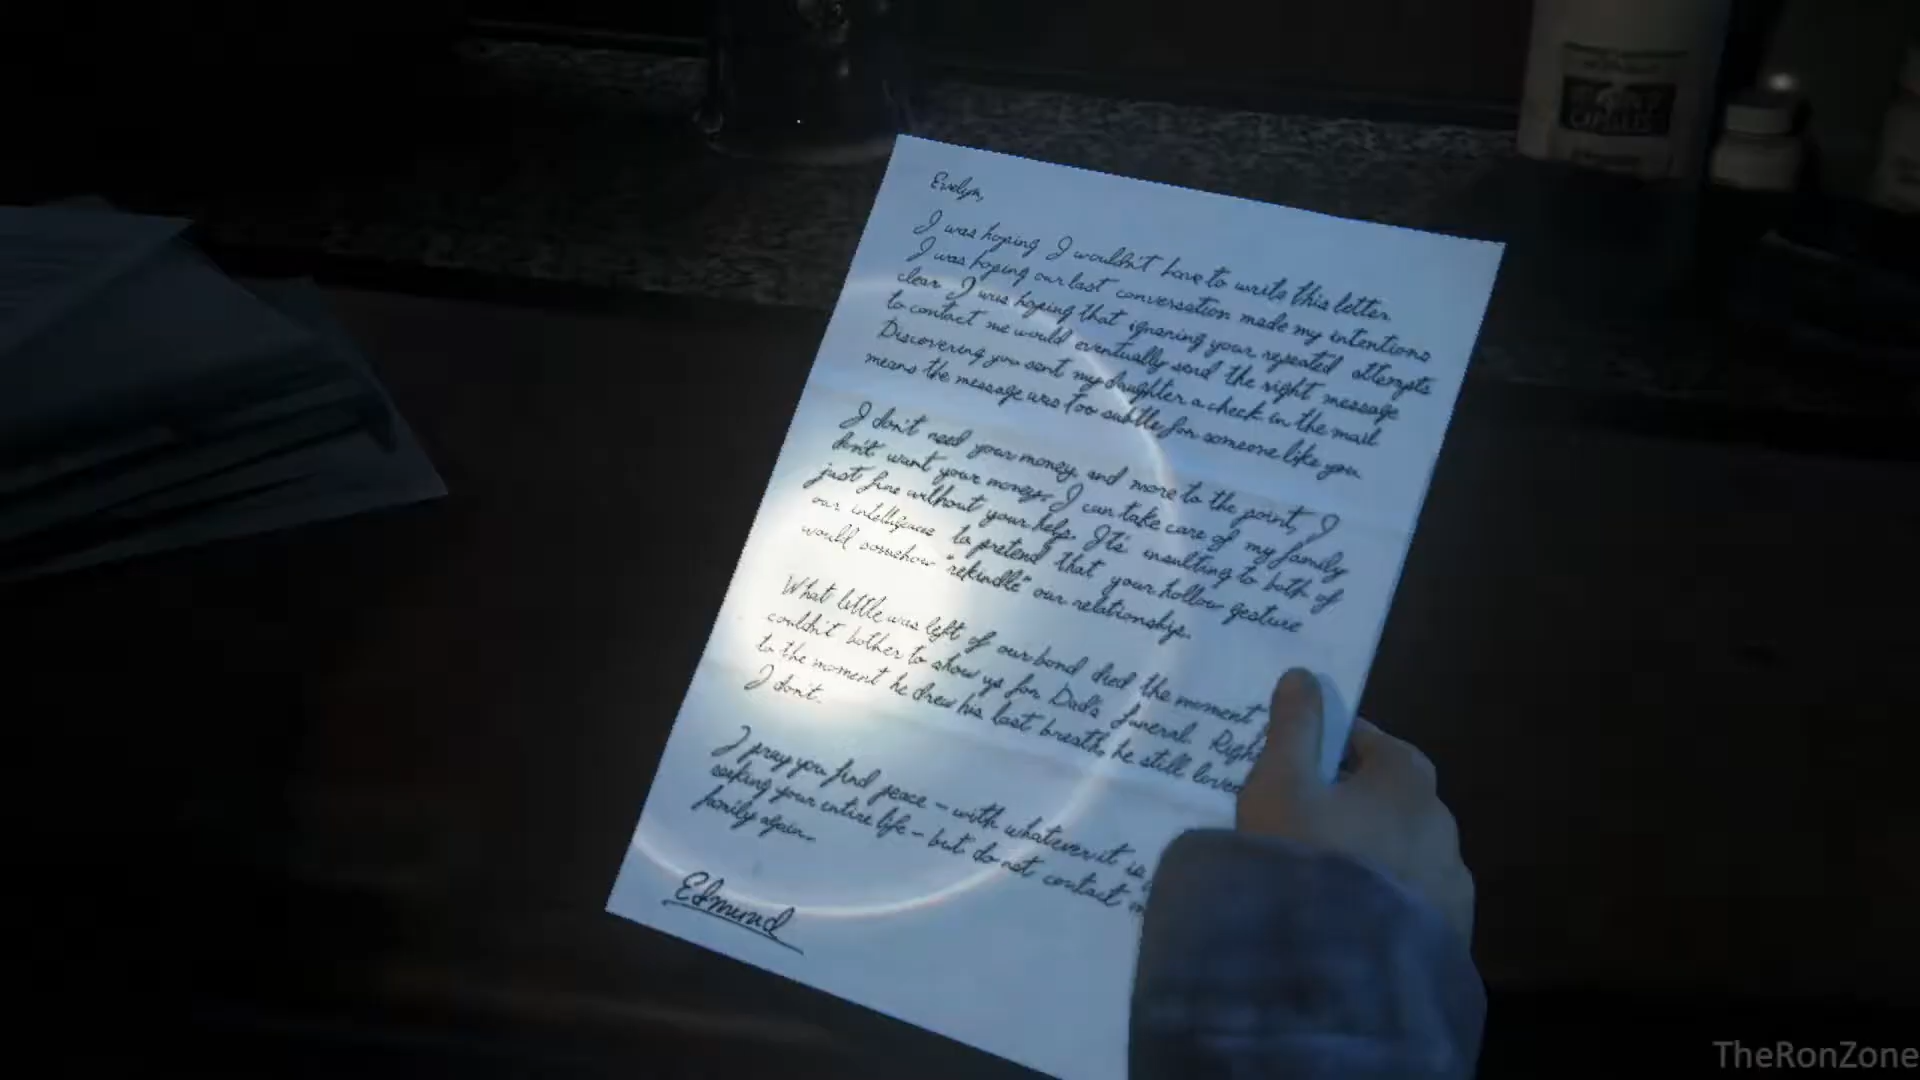 Evelyn,
I was hoping I wouldn't have to write this letter.
I was hoping our last conversation made my intentions
clear. I was hoping that ignoring your repeated attempts
to contact me would eventually send the right message
Discovering you sent my daughter a check in the mail
means the message was too subtle for someone like you.
I don't need your money, and more to the point, I
don't want your money. I can take care of my family
just fine without your help. It's insulting to both of
our intelligences to pretend that your hollow gesture
would somehow "rekindle" our relationship.
What little was left of our bond died the moment
couldn't bother to show up for Dad's funeral. Right
to the moment he drew his last breath, he still loved
I don't.
I pray you find peace – with whatever it is
seeking your entire life – but do not contact m
family again.
Edmund
TheRonZone